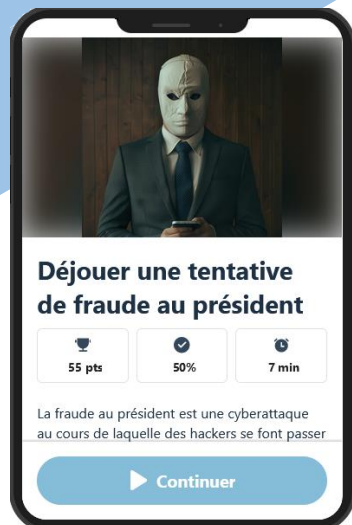 Déjouer une tentative
de fraude au président
55 pts
50%
7 min
La fraude au président est une cyberattaque
au cours de laquelle des hackers se font passer
Continuer